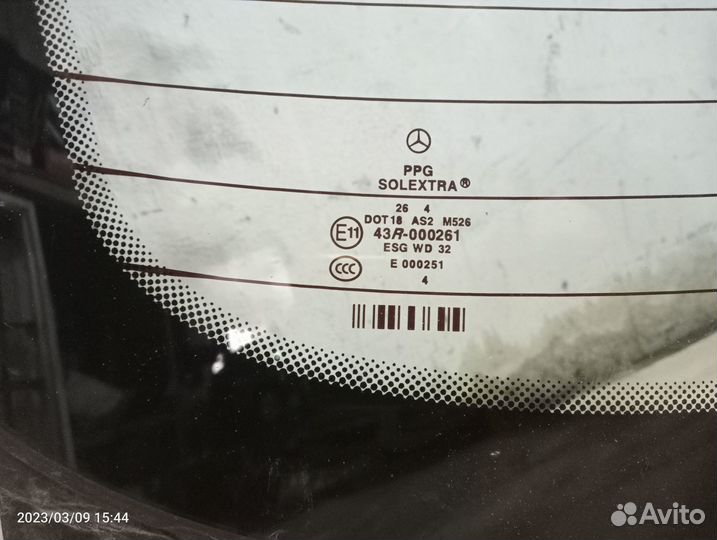 PPG
SOLEXTRA®
26 4
DOT18 AS2 M526
E11 43R-000261
ESG WD 32
CCC E 000251
4
2023/03/09 15:44
Avito